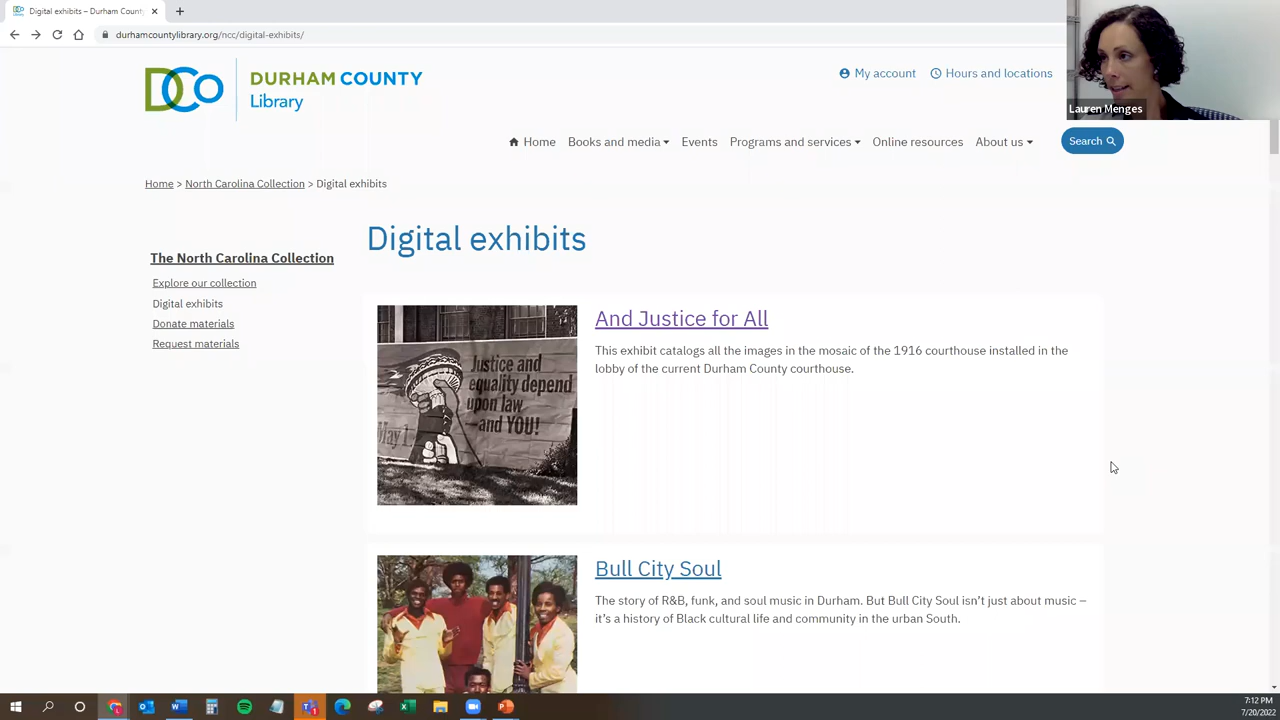 Digital exhibits – Durham County
durhamcountylibrary.org/ncc/digital-exhibits/
DCo
DURHAM COUNTY
Library
My account
Hours and locations
Lauren Menges
Home
Books and media
Events
Programs and services
Online resources
About us
Search
Home > North Carolina Collection > Digital exhibits
Digital exhibits
The North Carolina Collection
Explore our collection
Digital exhibits
Donate materials
Request materials
Justice and
equality depend
upon law
—and YOU!
May 1
And Justice for All
This exhibit catalogs all the images in the mosaic of the 1916 courthouse installed in the
lobby of the current Durham County courthouse.
Bull City Soul
The story of R&B, funk, and soul music in Durham. But Bull City Soul isn't just about music –
it's a history of Black cultural life and community in the urban South.
7:12 PM
7/20/2022